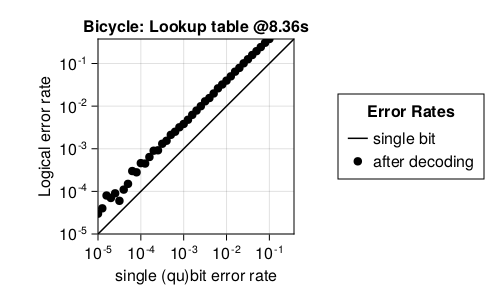 Bicycle: Lookup table @8.36s
Logical error rate
10⁻¹
10⁻²
10⁻³
10⁻⁴
10⁻⁵
10⁻⁵ 10⁻⁴ 10⁻³ 10⁻² 10⁻¹
single (qu)bit error rate
Error Rates
single bit
after decoding